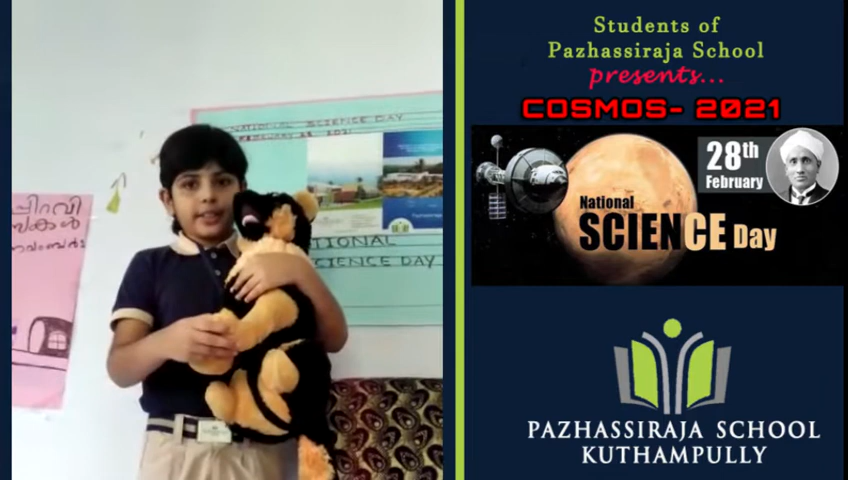 NATIONAL SCIENCE DAY
NATIONAL
SCIENCE DAY
Students of
Pazhassiraja School
presents...
COSMOS- 2021
28th
February
National
SCIENCE Day
PAZHASSIRAJA SCHOOL
KUTHAMPULLY